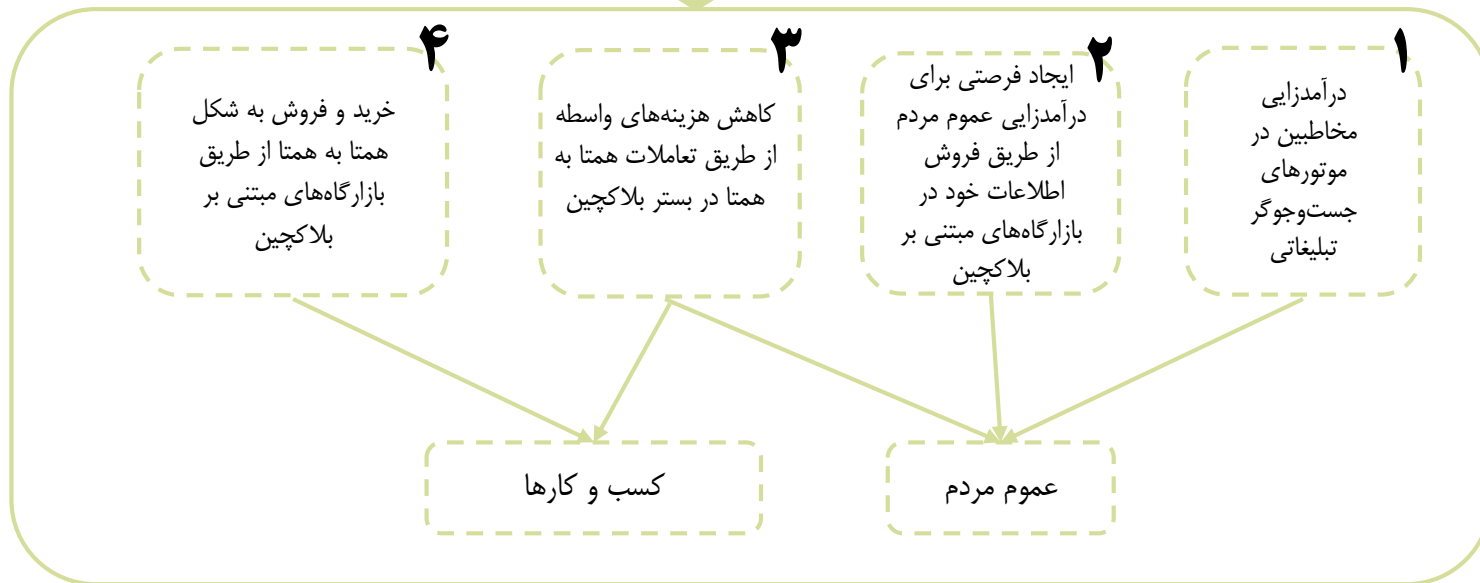 ۱
درآمدزایی
مخاطبین در
موتورهای
جست‌وجوگر
تبلیغاتی
۲
ایجاد فرصتی برای
درآمدزایی عموم مردم
از طریق فروش
اطلاعات خود در
بازارگاه‌های مبتنی بر
بلاکچین
۳
کاهش هزینه‌های واسطه
از طریق تعاملات همتا به
همتا در بستر بلاکچین
۴
خرید و فروش به شکل
همتا به همتا از طریق
بازارگاه‌های مبتنی بر
بلاکچین
عموم مردم
کسب و کارها